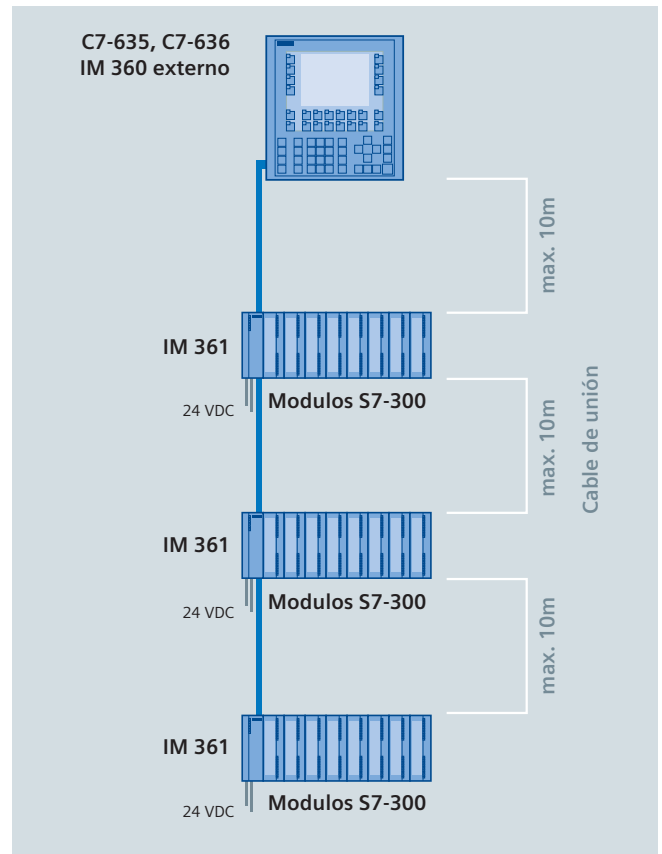 C7-635, C7-636
IM 360 externo
max. 10m
IM 361
24 VDC
Modulos S7-300
max. 10m
Cable de unión
IM 361
24 VDC
Modulos S7-300
max. 10m
IM 361
24 VDC
Modulos S7-300